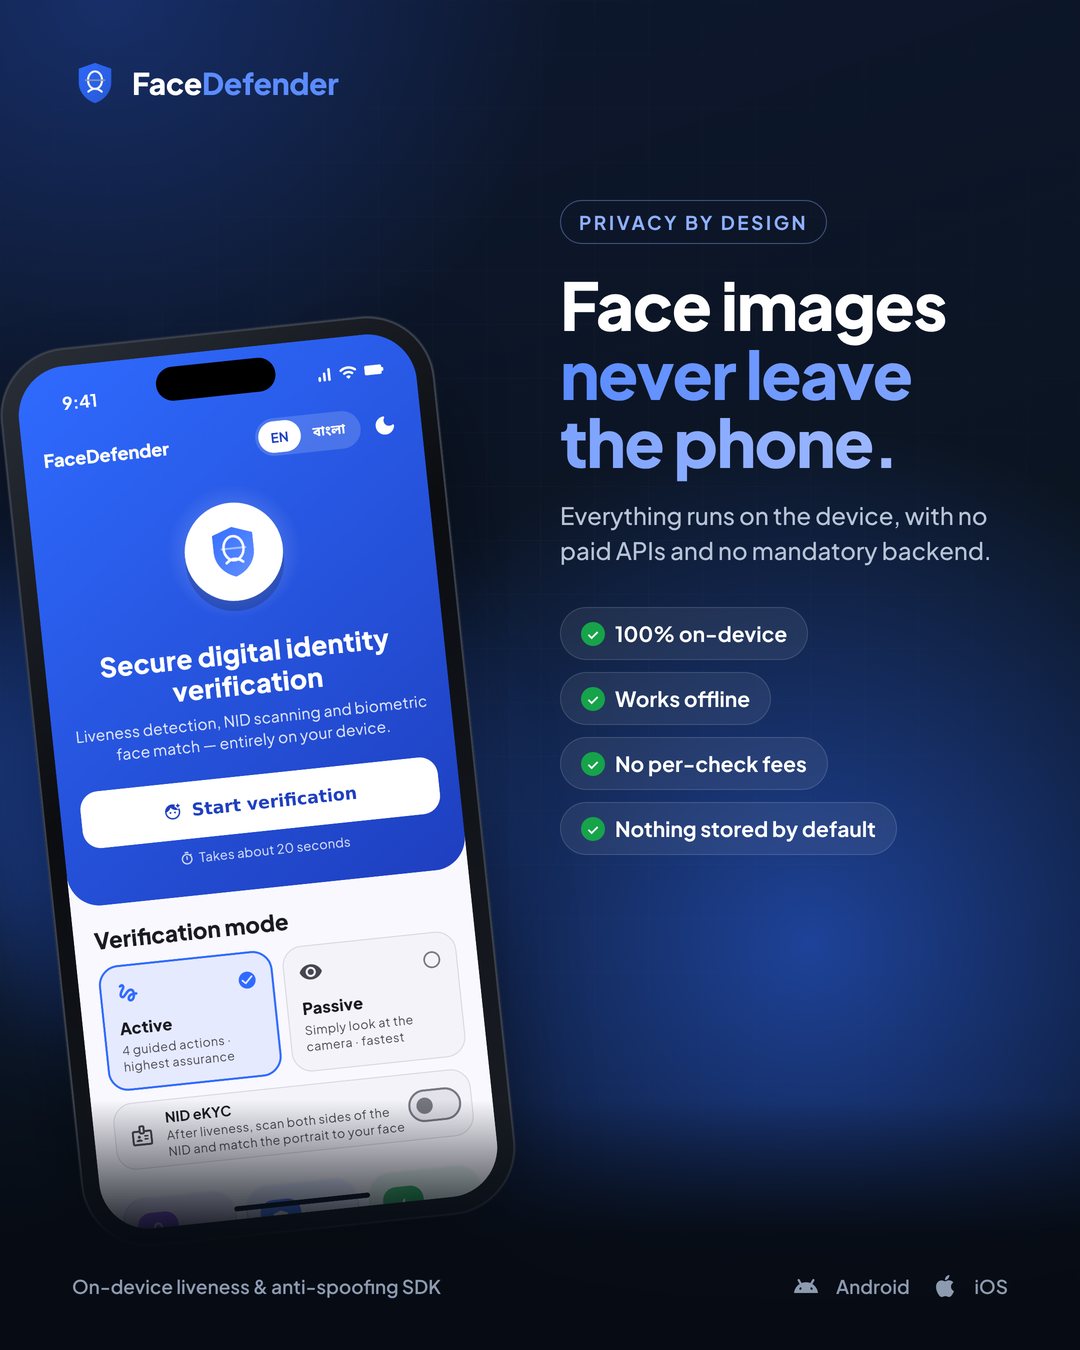 FaceDefender
PRIVACY BY DESIGN
Face images
never leave
the phone.
Everything runs on the device, with no
paid APIs and no mandatory backend.
100% on-device
Works offline
No per-check fees
Nothing stored by default
9:41
FaceDefender
EN বাংলা
Secure digital identity
verification
Liveness detection, NID scanning and biometric
face match — entirely on your device.
Start verification
Takes about 20 seconds
Verification mode
Active
4 guided actions ·
highest assurance
Passive
Simply look at the
camera · fastest
NID eKYC
After liveness, scan both sides of the
NID and match the portrait to your face
On-device liveness & anti-spoofing SDK
Android iOS